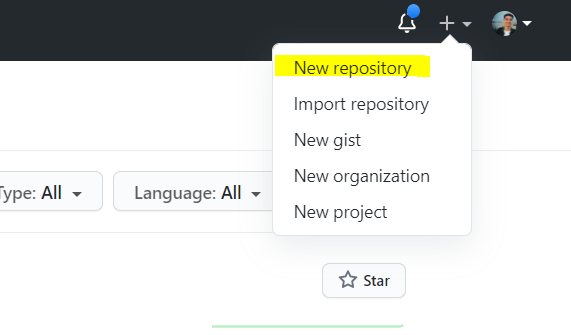 New repository
Import repository
New gist
New organization
New project
Type: All
Language: All
Star